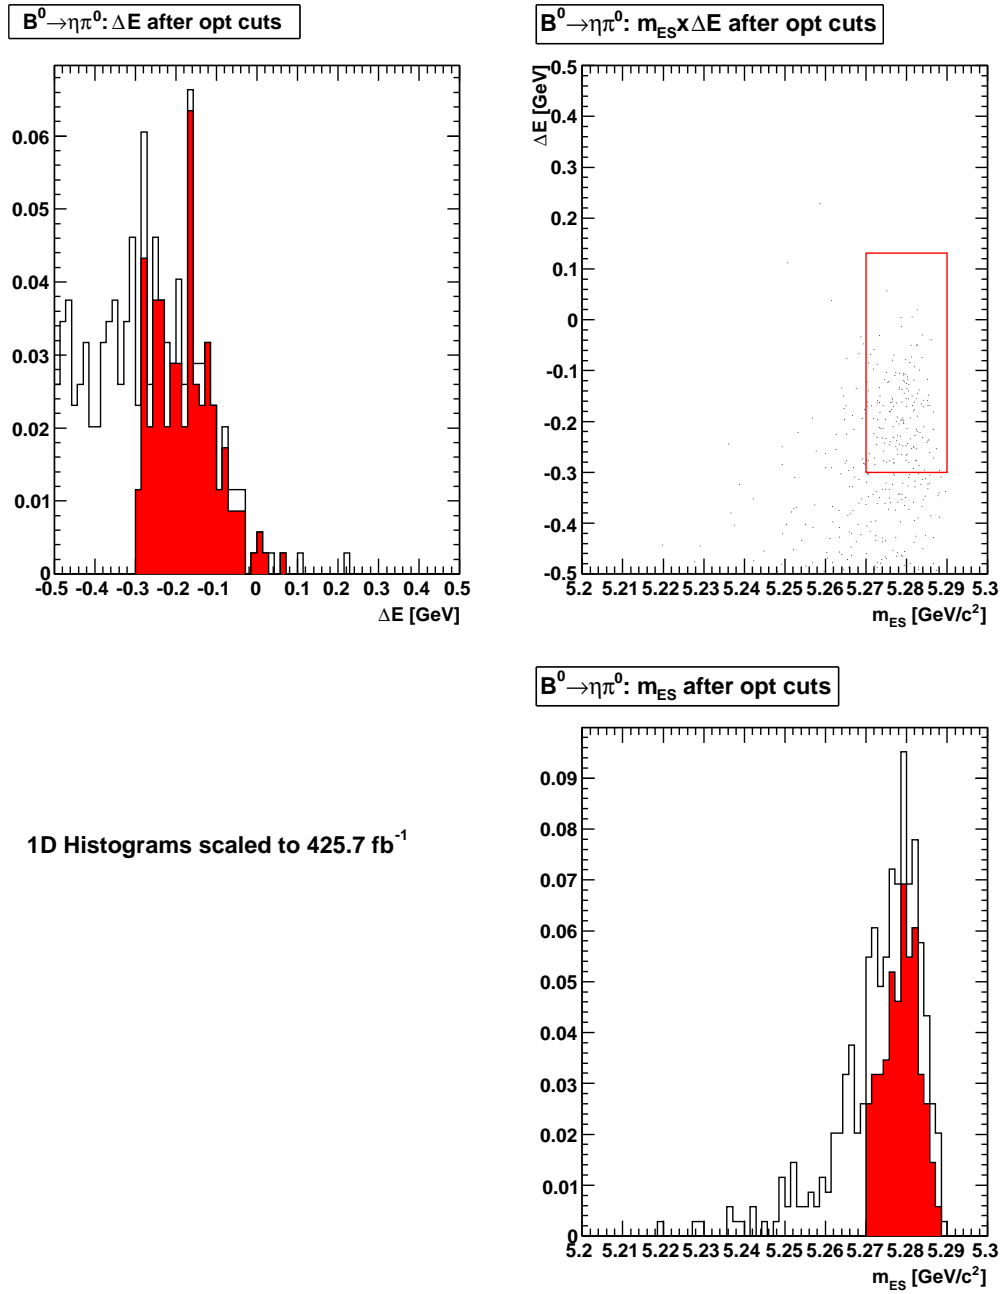 B⁰→ηπ⁰: ΔE after opt cuts
0.06
0.05
0.04
0.03
0.02
0.01
0
-0.5 -0.4 -0.3 -0.2 -0.1 0 0.1 0.2 0.3 0.4 0.5
ΔE [GeV]
B⁰→ηπ⁰: m_ES xΔE after opt cuts
ΔE [GeV]
0.5
0.4
0.3
0.2
0.1
0
-0.1
-0.2
-0.3
-0.4
-0.5
5.2 5.21 5.22 5.23 5.24 5.25 5.26 5.27 5.28 5.29 5.3
m_ES [GeV/c²]
1D Histograms scaled to 425.7 fb⁻¹
B⁰→ηπ⁰: m_ES after opt cuts
0.09
0.08
0.07
0.06
0.05
0.04
0.03
0.02
0.01
0
5.2 5.21 5.22 5.23 5.24 5.25 5.26 5.27 5.28 5.29 5.3
m_ES [GeV/c²]